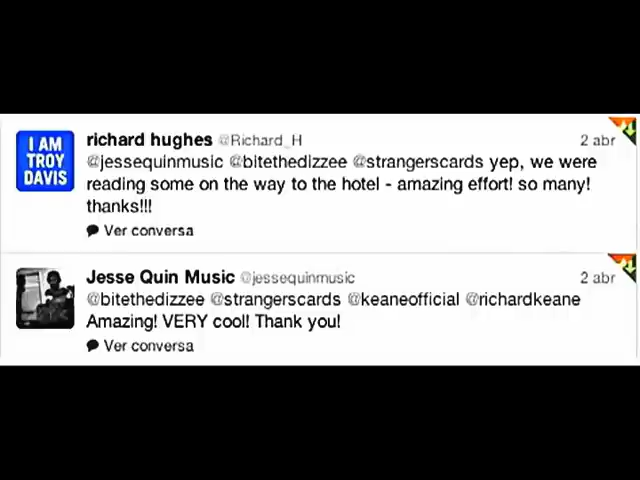 I AM
TROY
DAVIS
richard hughes @Richard_H 2 abr
@jessequinmusic @bitethedizzee @strangerscards yep, we were
reading some on the way to the hotel - amazing effort! so many!
thanks!!!
Ver conversa
Jesse Quin Music @jessequinmusic 2 abr
@bitethedizzee @strangerscards @keaneofficial @richardkeane
Amazing! VERY cool! Thank you!
Ver conversa